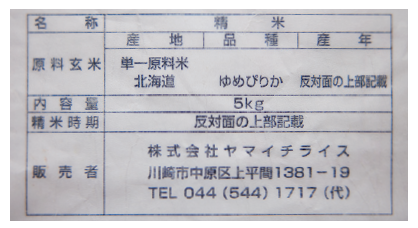 名称 精米
産地 品種 産年
原料玄米 単一原料米
北海道 ゆめぴりか 反対面の上部記載
内容量 5kg
精米時期 反対面の上部記載
株式会社ヤマイチライス
販売者 川崎市中原区上平間1381-19
TEL 044 (544) 1717 (代)